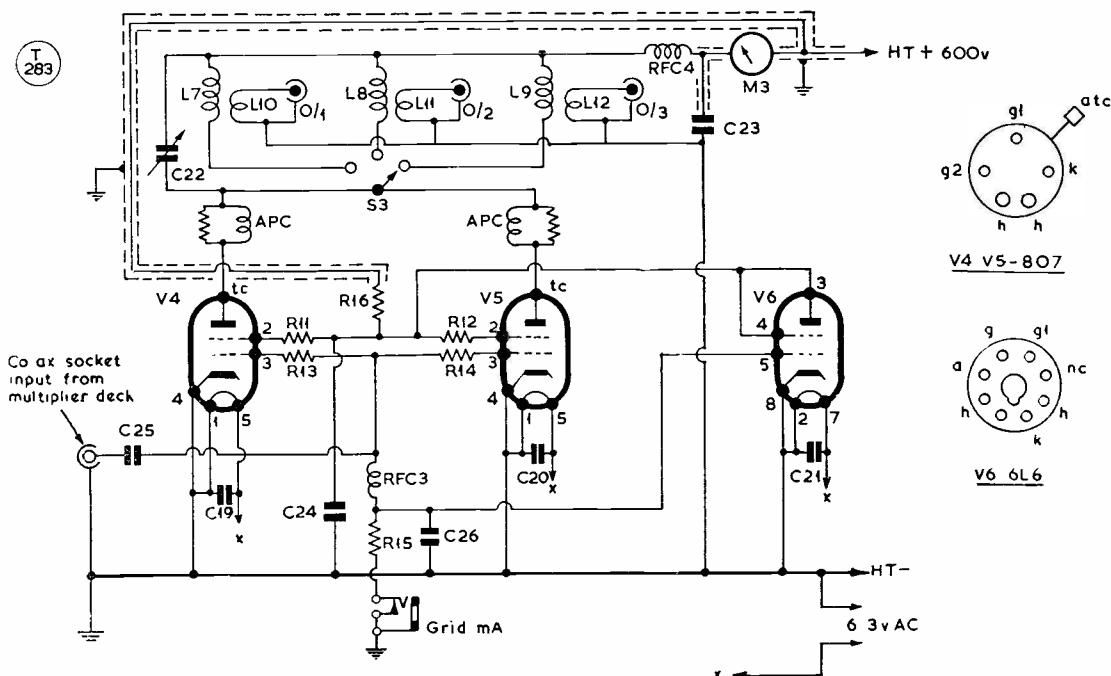 T
283
HT + 600v
RFC4
M3
L7
L10
O/1
L8
L11
O/2
L9
L12
O/3
C23
C22
S3
APC
APC
g1
atc
g2
k
h
h
V4 V5-807
V4
tc
2
3
4
1
5
R11
R13
R16
R12
R14
V5
tc
2
3
4
1
5
V6
3
4
5
8
2
7
Co ax socket
input from
multiplier deck
C25
C19
x
C24
RFC3
R15
C26
C20
x
C21
x
g
g1
a
nc
h
h
k
V6 6L6
HT-
V
Grid mA
6 3v AC
x